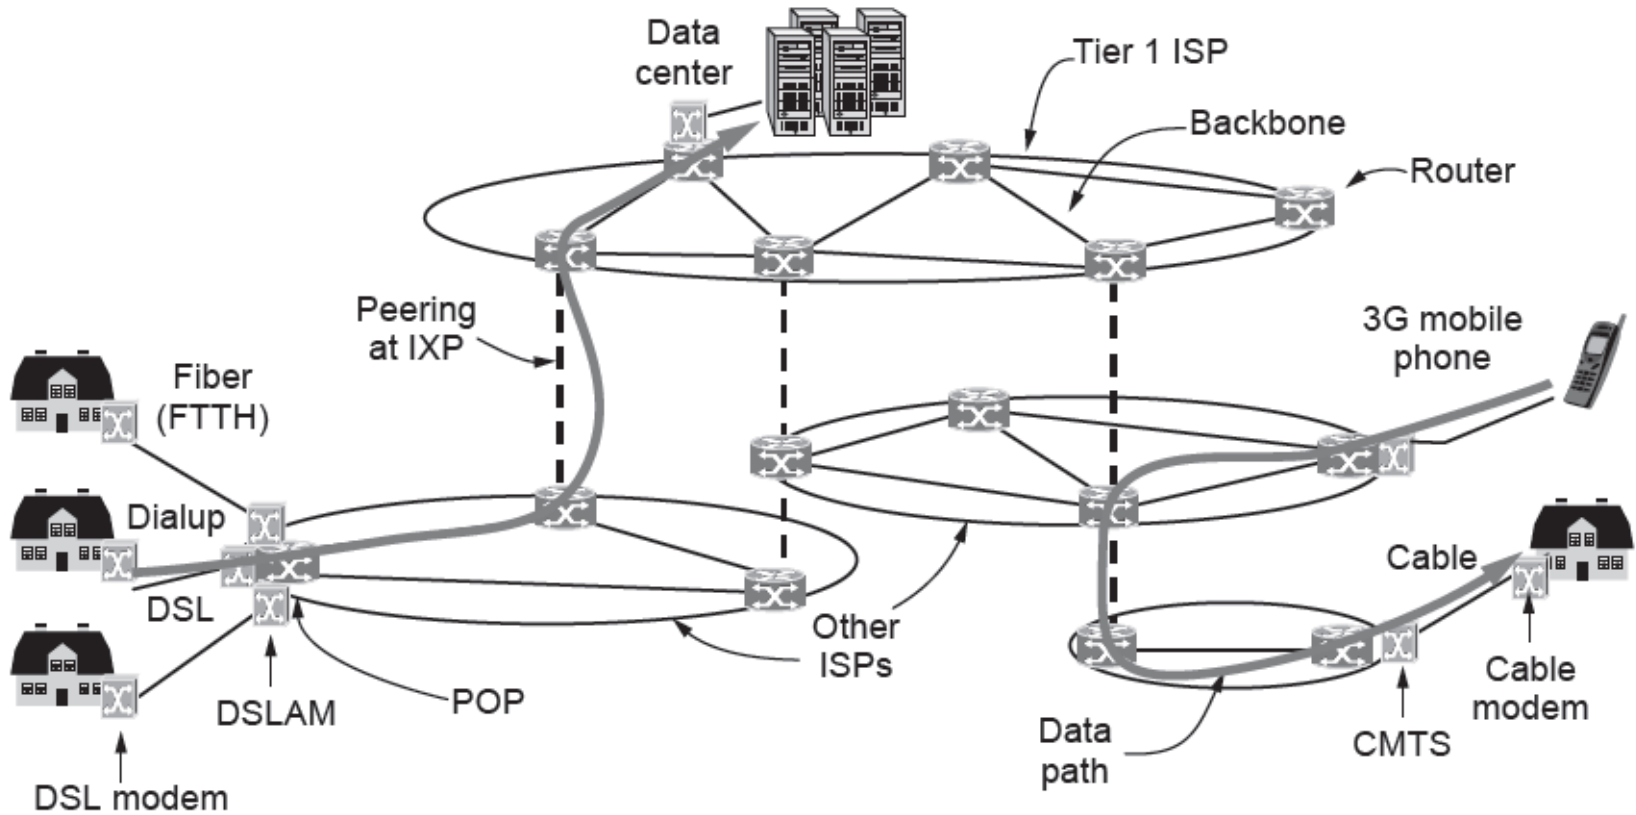 Data
center
Tier 1 ISP
Backbone
Router
Peering
at IXP
3G mobile
phone
Fiber
(FTTH)
Dialup
DSL
Cable
Other
ISPs
POP
DSLAM
Data
path
Cable
modem
CMTS
DSL modem